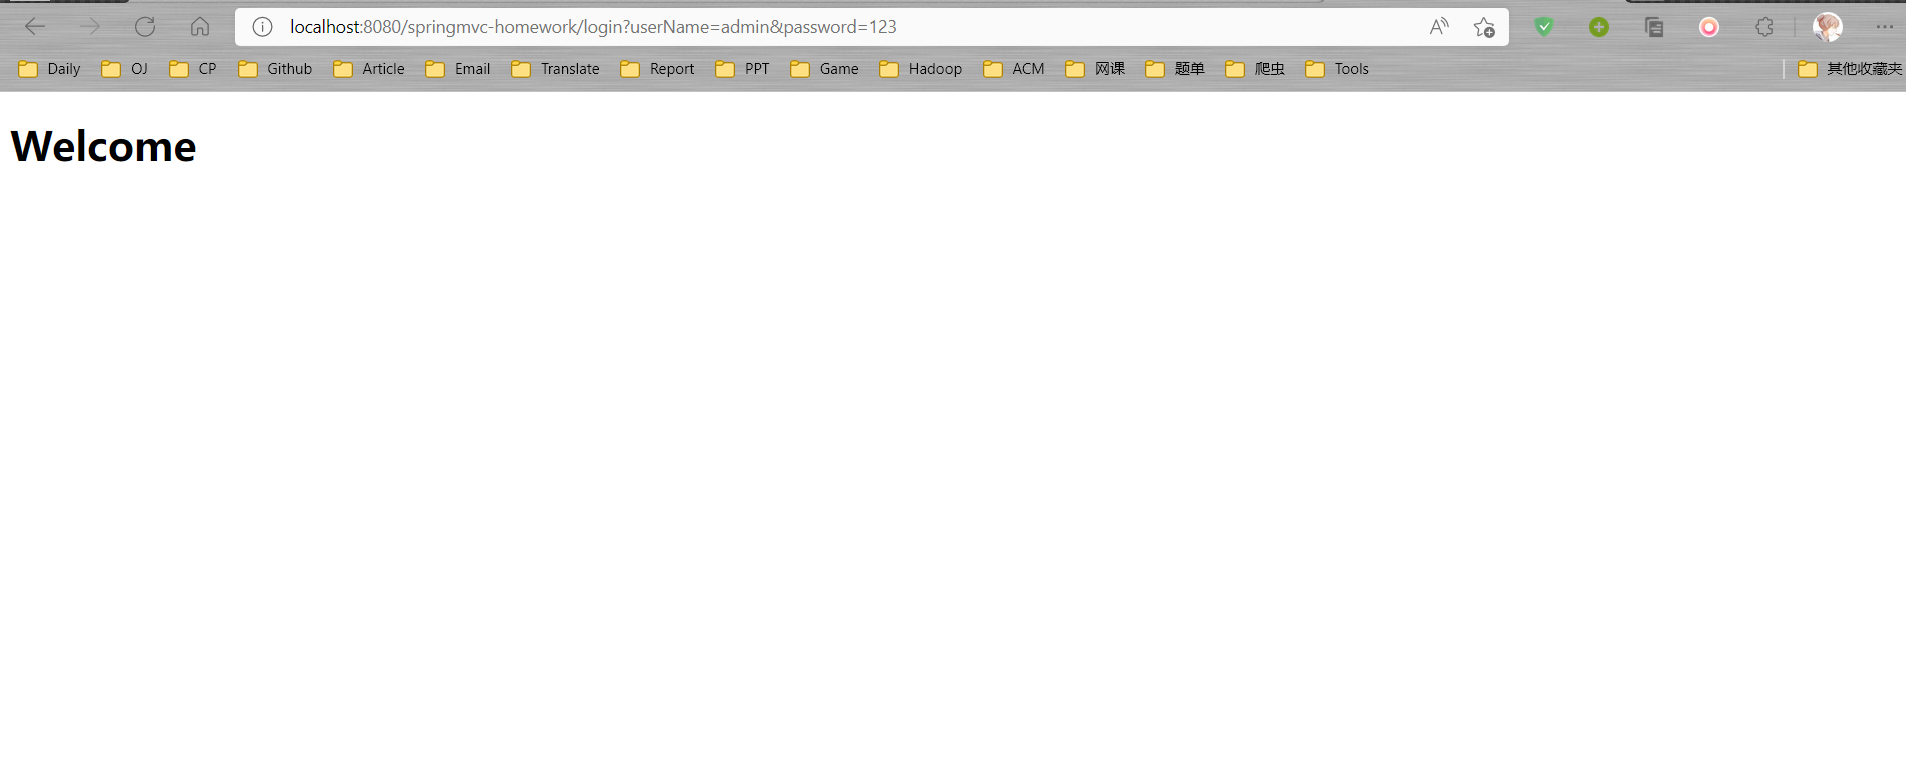 localhost:8080/springmvc-homework/login?userName=admin&password=123
Daily OJ CP Github Article Email Translate Report PPT Game Hadoop ACM 网课 题单 爬虫 Tools 其他收藏夹
Welcome